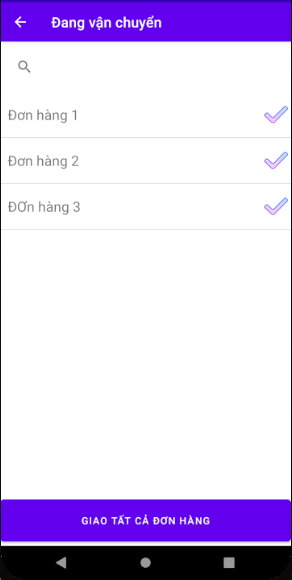 Đang vận chuyển
Đơn hàng 1
Đơn hàng 2
ĐƠn hàng 3
GIAO TẤT CẢ ĐƠN HÀNG